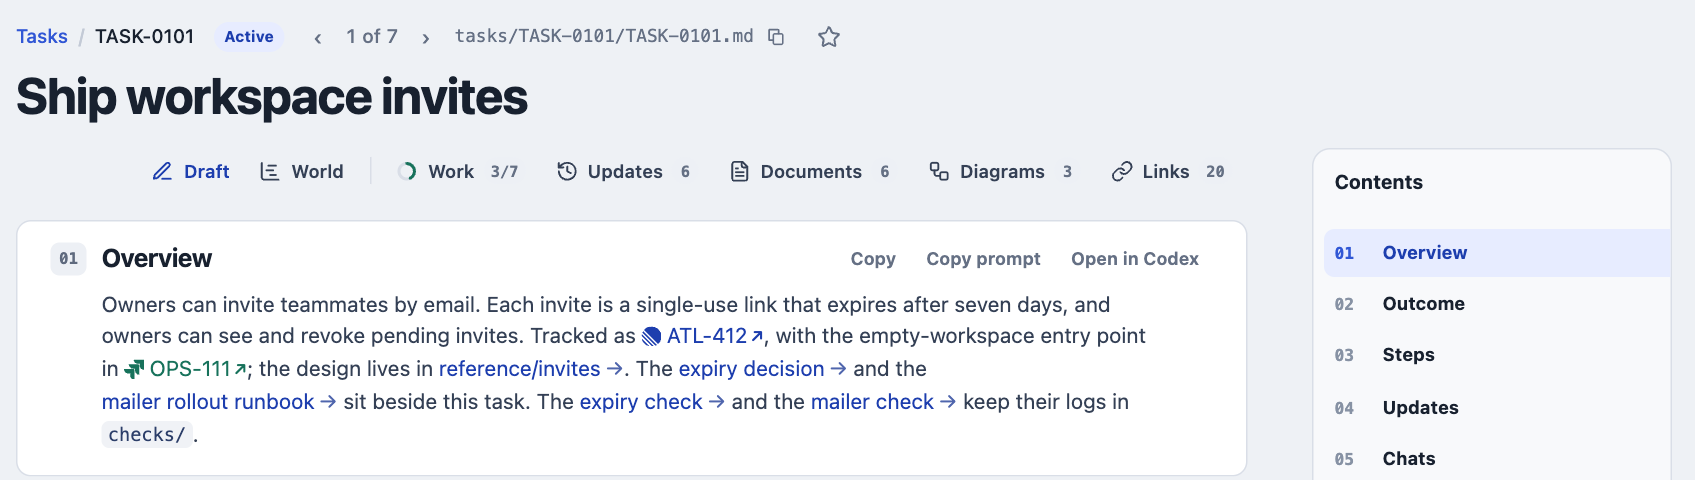 Tasks / TASK-0101 Active ‹ 1 of 7 › tasks/TASK-0101/TASK-0101.md
Ship workspace invites
Draft World Work 3/7 Updates 6 Documents 6 Diagrams 3 Links 20
01 Overview Copy Copy prompt Open in Codex
Owners can invite teammates by email. Each invite is a single-use link that expires after seven days, and
owners can see and revoke pending invites. Tracked as ATL-412↗, with the empty-workspace entry point
in OPS-111↗; the design lives in reference/invites →. The expiry decision → and the
mailer rollout runbook → sit beside this task. The expiry check → and the mailer check → keep their logs in
checks/.
Contents
01 Overview
02 Outcome
03 Steps
04 Updates
05 Chats